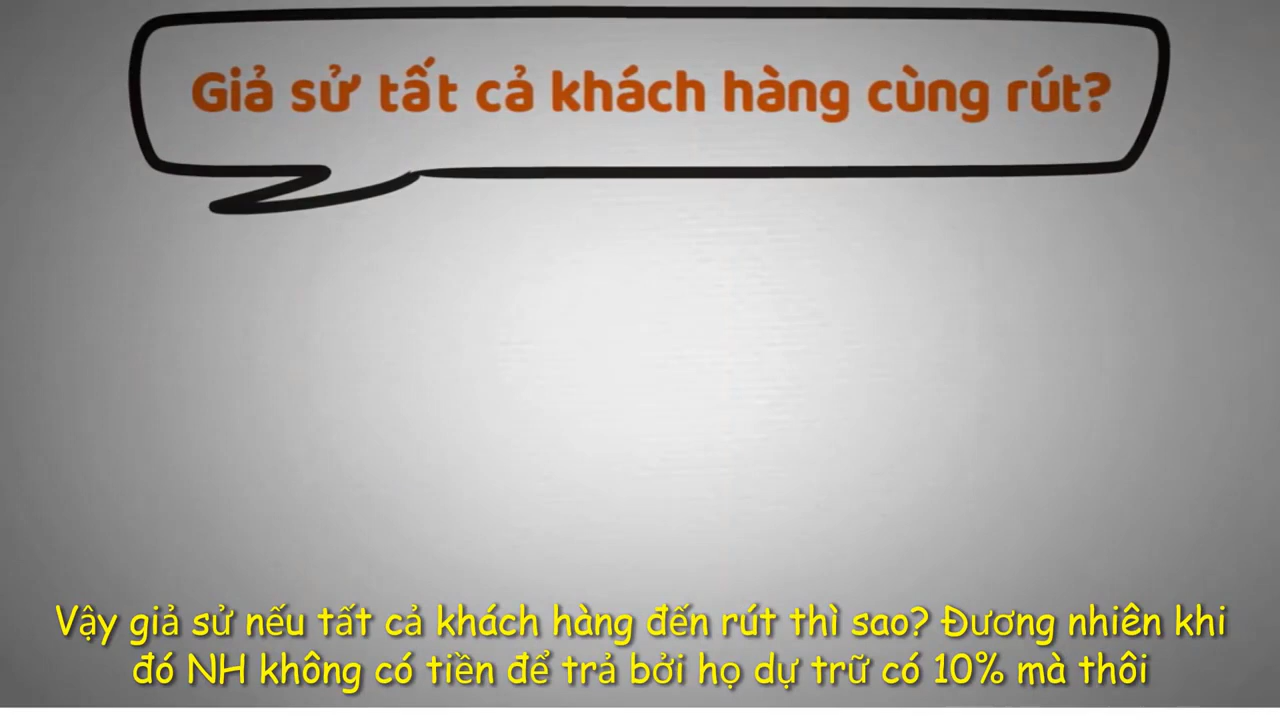 Giả sử tất cả khách hàng cùng rút?
Vậy giả sử nếu tất cả khách hàng đến rút thì sao? Đương nhiên khi
đó NH không có tiền để trả bởi họ dự trữ có 10% mà thôi